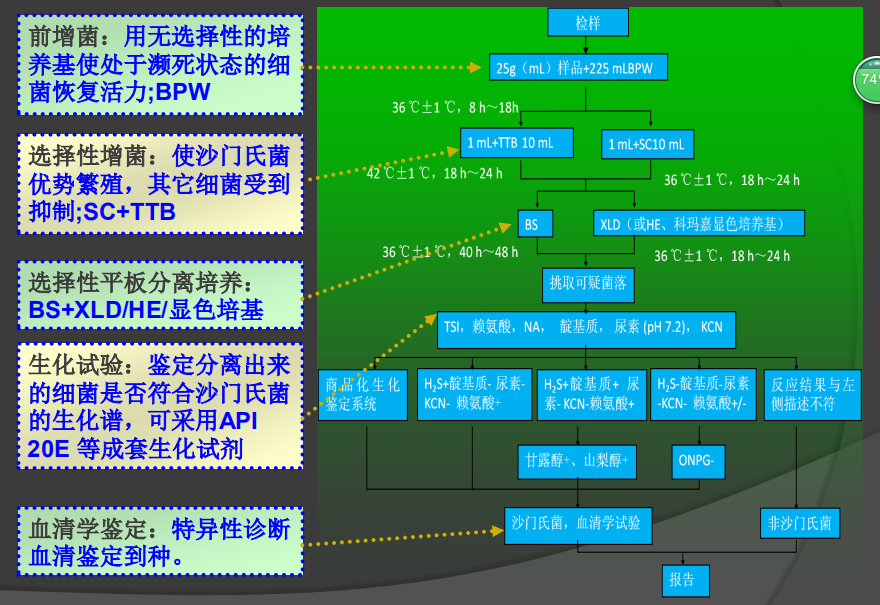 前增菌：用无选择性的培
养基使处于濒死状态的细
菌恢复活力;BPW
选择性增菌：使沙门氏菌
优势繁殖，其它细菌受到
抑制;SC+TTB
选择性平板分离培养：
BS+XLD/HE/显色培基
生化试验：鉴定分离出来
的细菌是否符合沙门氏菌
的生化谱，可采用API
20E 等成套生化试剂
血清学鉴定：特异性诊断
血清鉴定到种。
检样
25g（mL）样品+225 mLBPW
36℃±1℃，8 h～18h
1 mL+TTB 10 mL
1 mL+SC10 mL
42℃±1℃，18 h～24 h
36℃±1℃，18 h～24 h
BS
XLD（或HE、科玛嘉显色培养基）
36℃±1℃，40 h～48 h
36℃±1℃，18 h～24 h
挑取可疑菌落
TSI，赖氨酸，NA， 靛基质，尿素 (pH 7.2)，KCN
商品化生化
鉴定系统
H₂S+靛基质- 尿素-
KCN- 赖氨酸+
H₂S+靛基质+ 尿
素- KCN-赖氨酸+
H₂S-靛基质-尿素
-KCN- 赖氨酸+/-
反应结果与左
侧描述不符
甘露醇+、山梨醇+
ONPG-
沙门氏菌，血清学试验
非沙门氏菌
报告